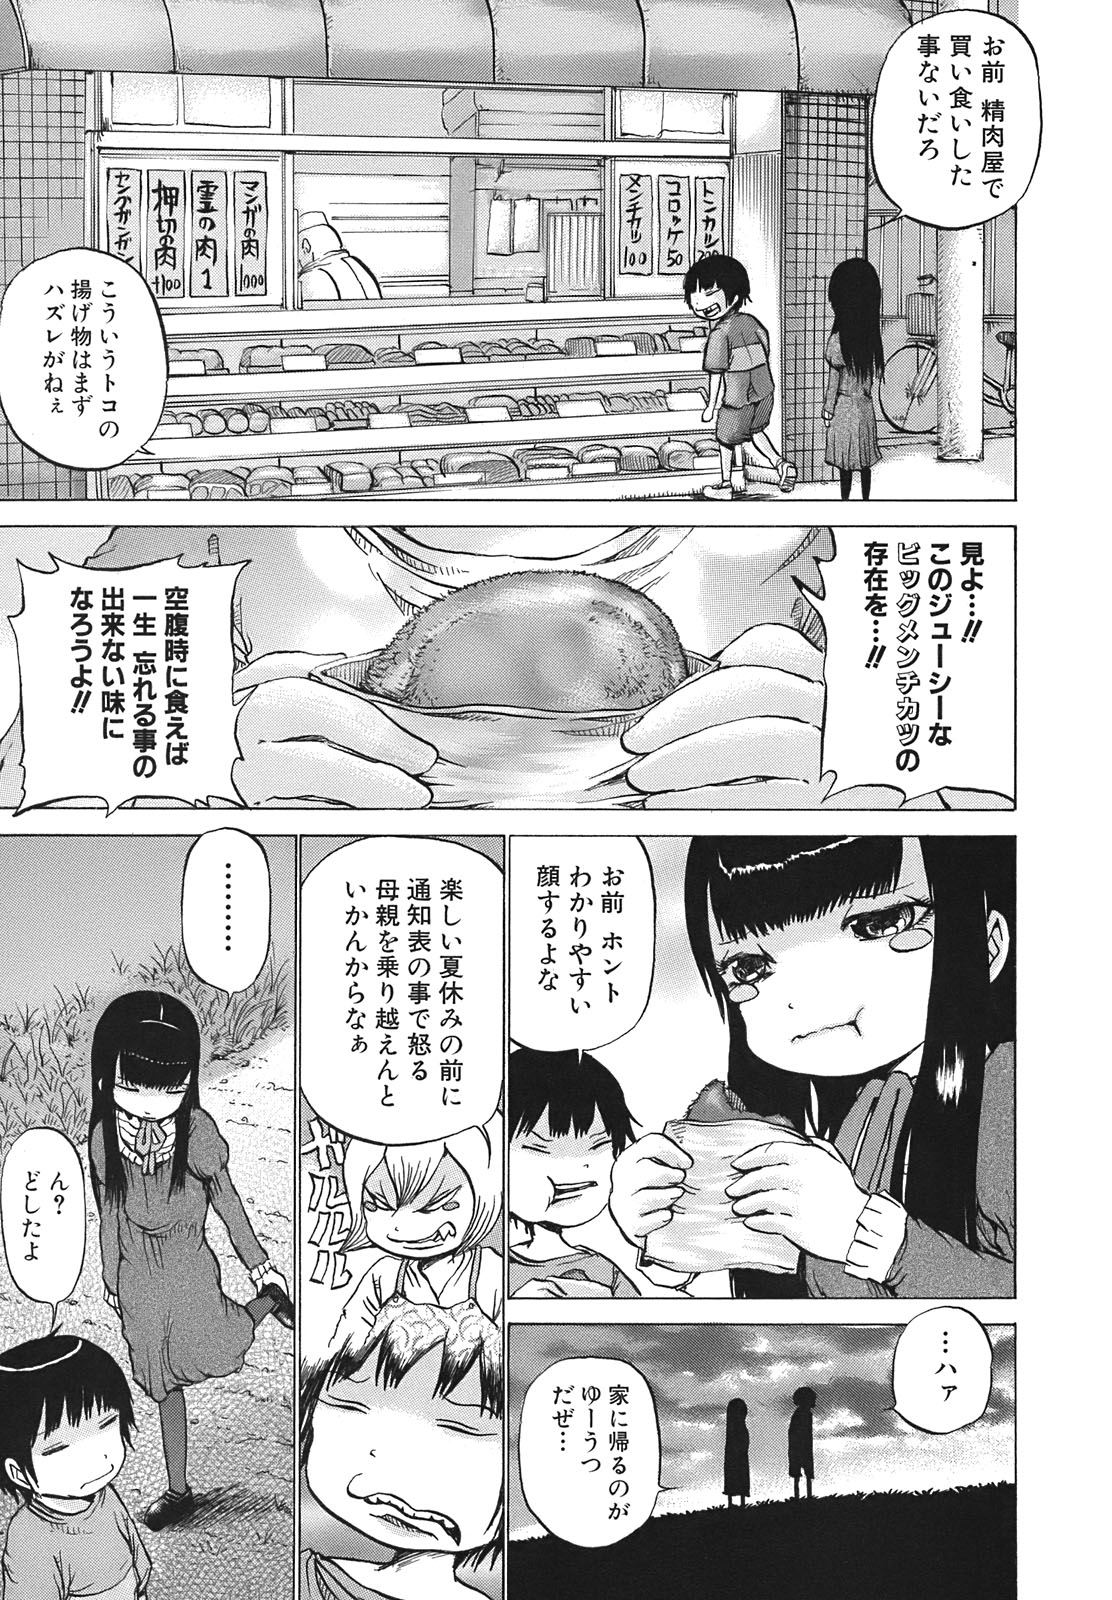 お前 精肉屋で
買い食いした
事ないだろ
トンカツ
200
コロッケ
50
メンチカツ
100
マンガの肉
1000
霊の肉
1
押切の肉
+100
こういうトコの
揚げ物はまず
ハズレがねぇ
見よ…!!
このジューシーな
ビッグメンチカツの
存在を…!!
空腹時に食えば
一生 忘れる事の
出来ない味に
なろうよ!!
お前 ホント
わかりやすい
顔するよな
…ハァ
家に帰るのが
ゆーうつ
だぜ…
楽しい夏休みの前に
通知表の事で怒る
母親を乗り越えんと
いかんからなぁ
ガルルル
………
ん?
どしたよ